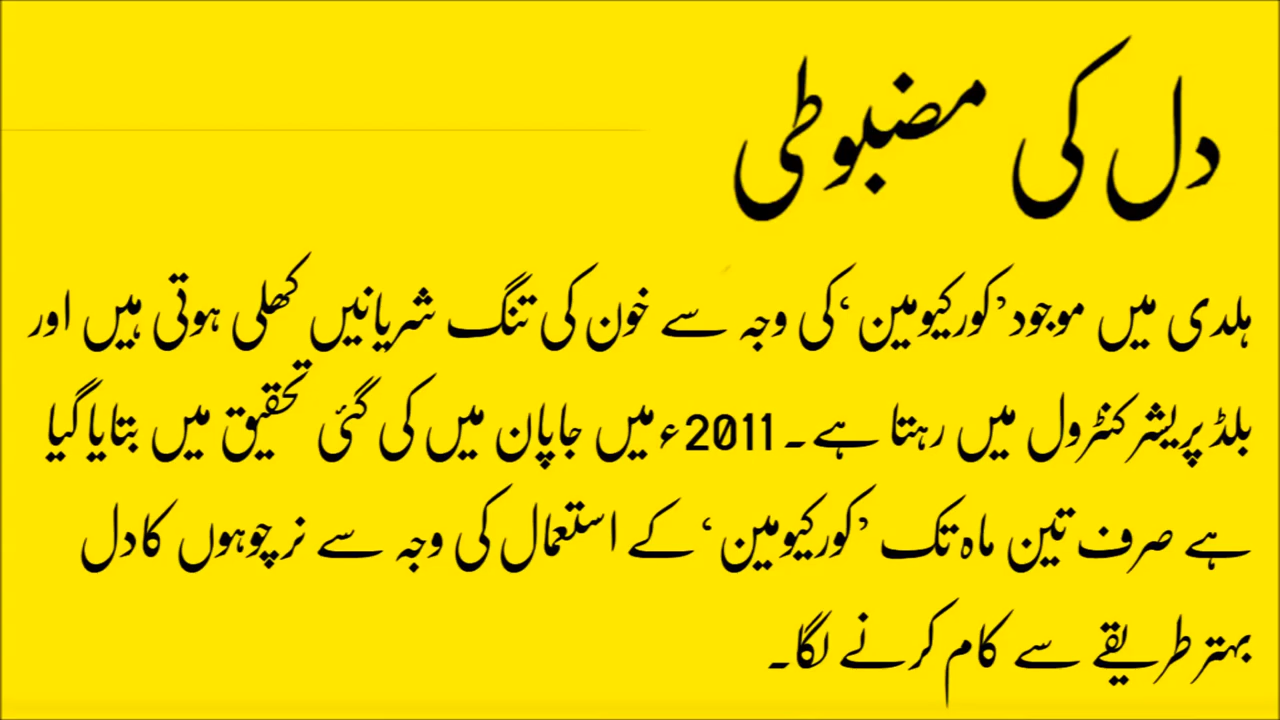 دل کی مضبوطی
ہلدی میں موجود’کورکیومین‘کی وجہ سے خون کی تنگ شریانیں کھلی ہوتی ہیں اور
بلڈ پریشر کنٹرول میں رہتا ہے۔2011ء میں جاپان میں کی گئی تحقیق میں بتایا گیا
ہے صرف تین ماہ تک ’کورکیومین‘کے استعمال کی وجہ سے نر چوہوں کا دل
بہتر طریقے سے کام کرنے لگا۔